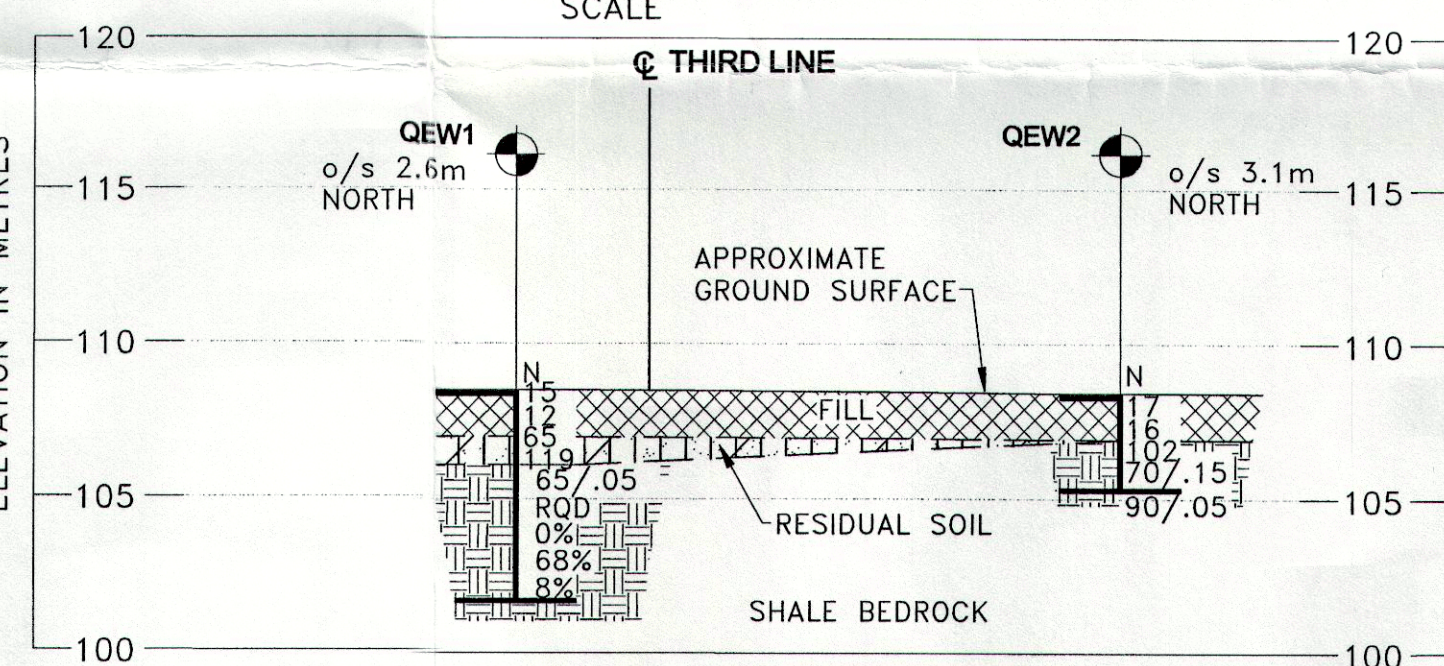 SCALE
120
120
℄ THIRD LINE
QEW1
QEW2
o/s 2.6m
NORTH
o/s 3.1m
NORTH
115
115
ELEVATION IN METRES
APPROXIMATE
GROUND SURFACE
110
110
N
15
12
65
119
65/.05
RQD
0%
68%
8%
FILL
N
17
16
102
70/.15
90/.05
105
105
RESIDUAL SOIL
SHALE BEDROCK
100
100